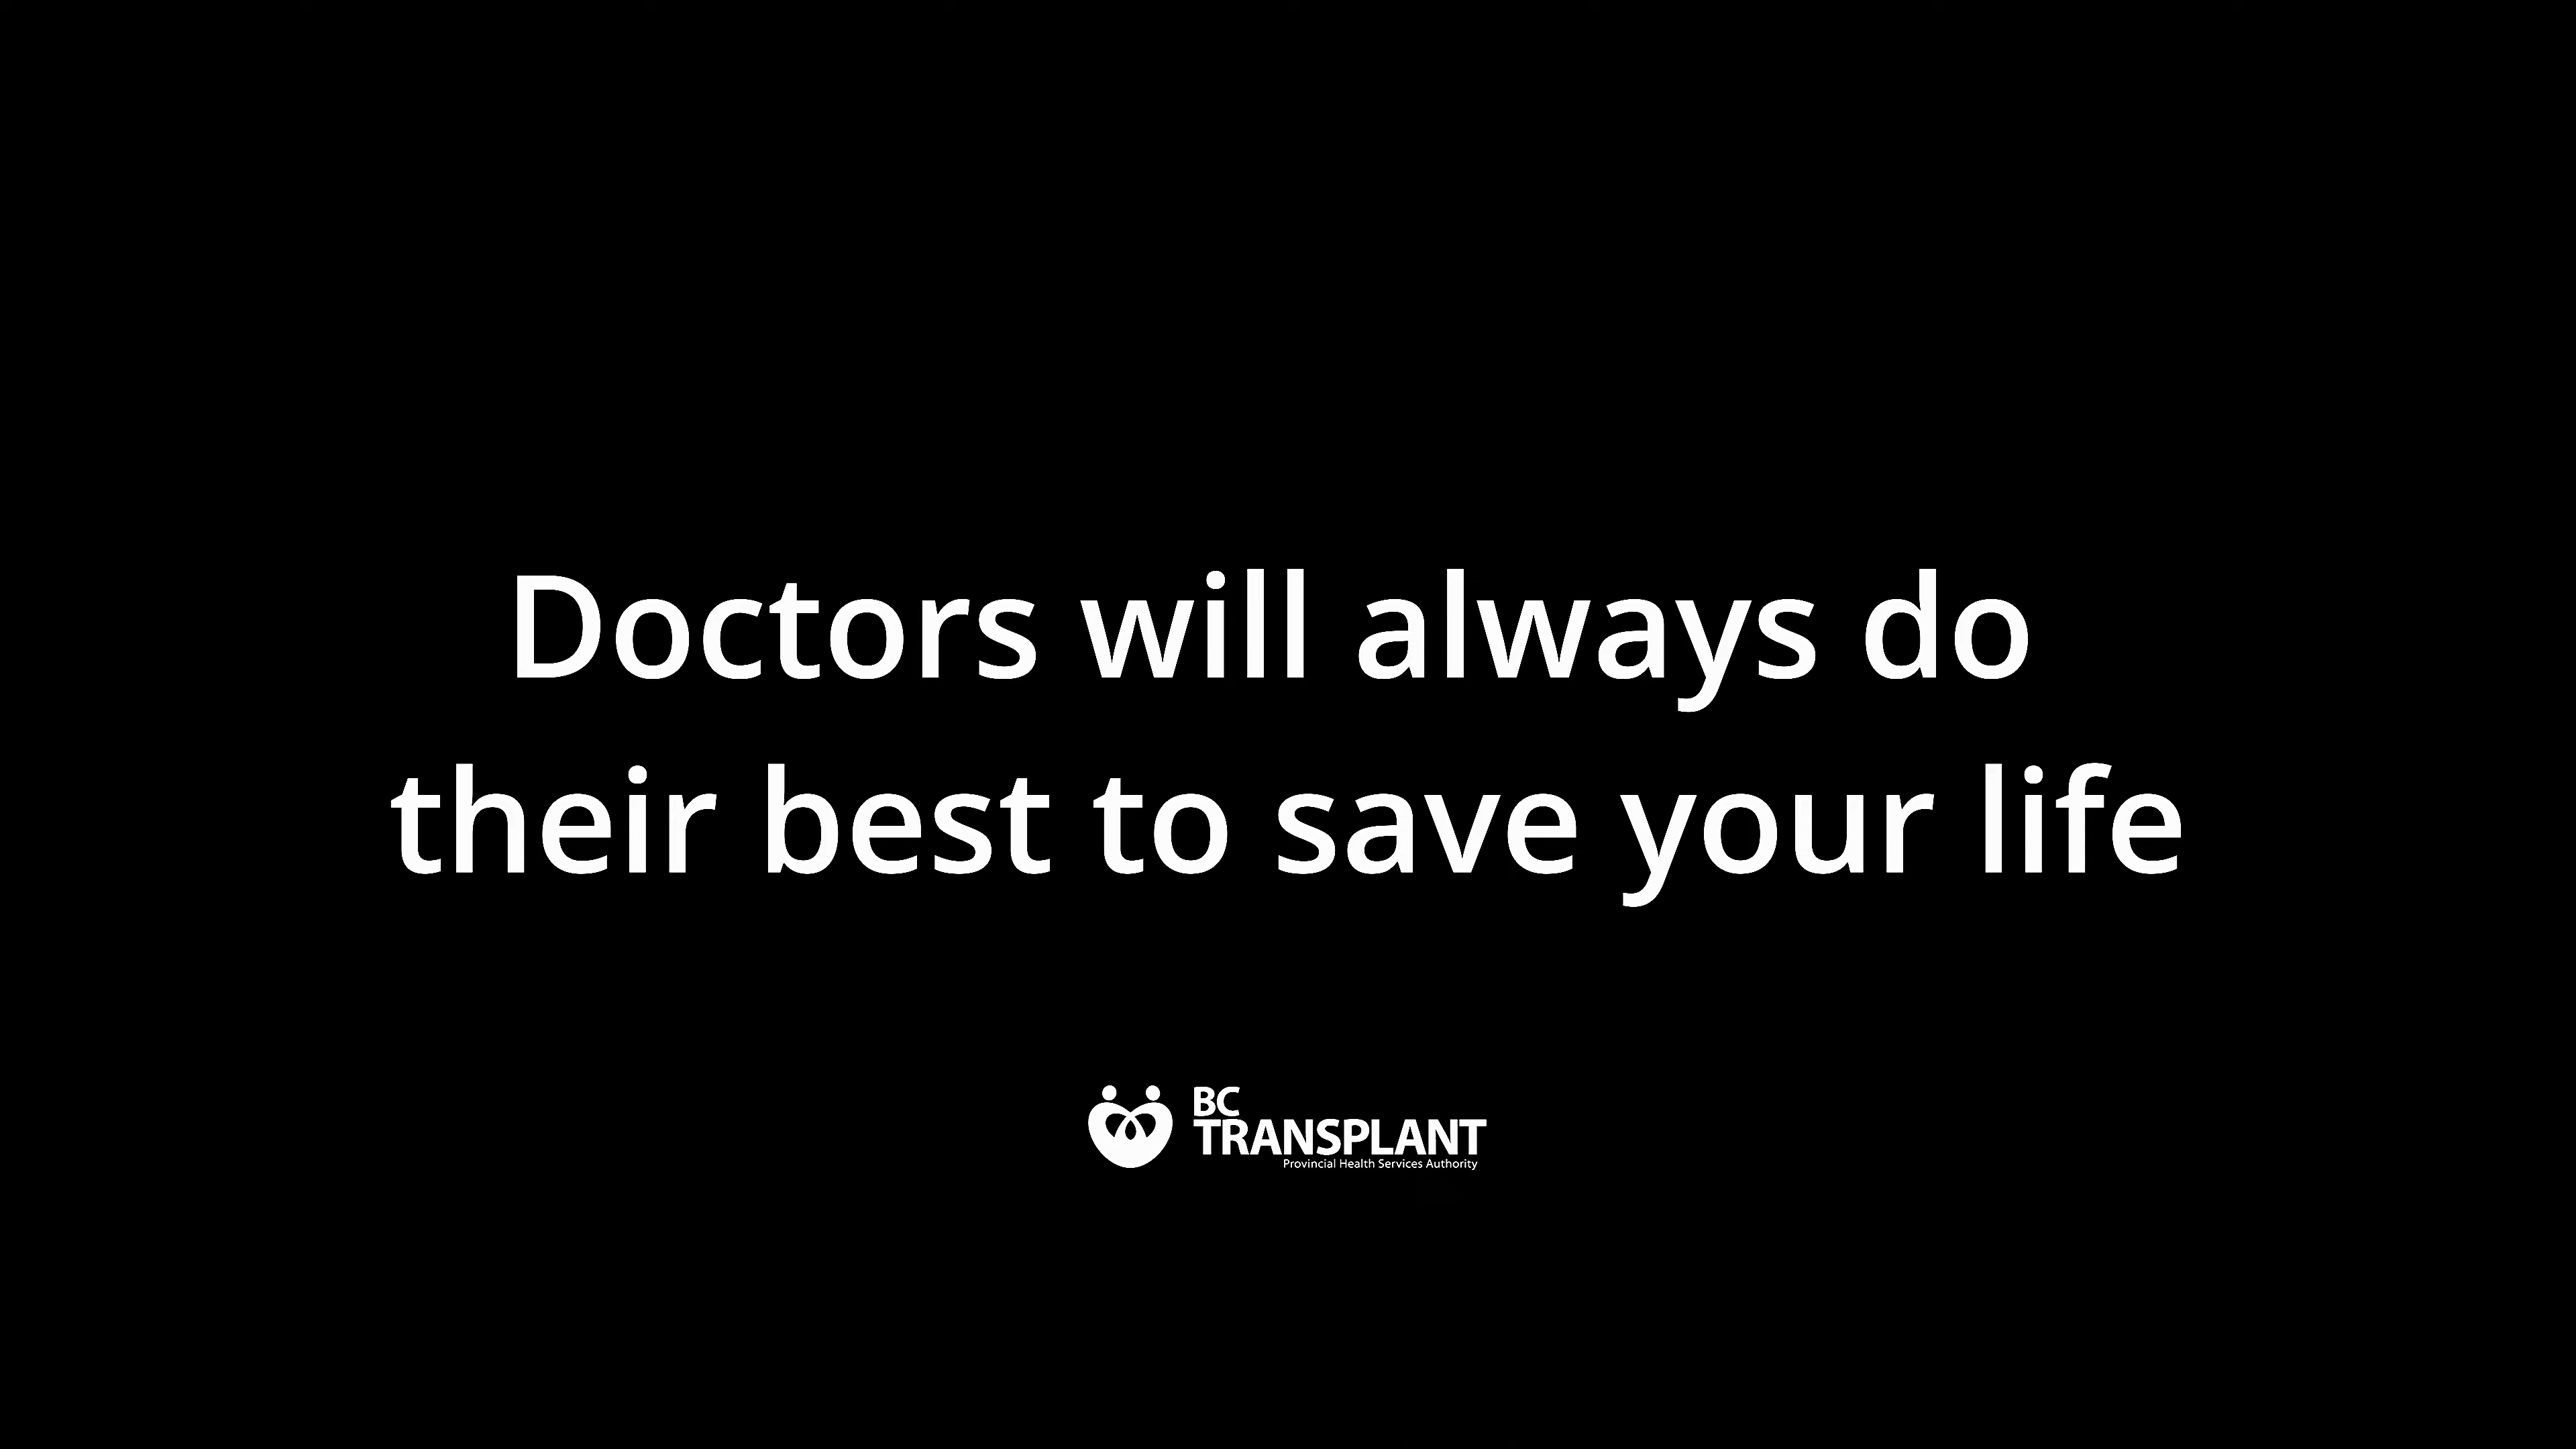 Doctors will always do
their best to save your life
BC
TRANSPLANT
Provincial Health Services Authority